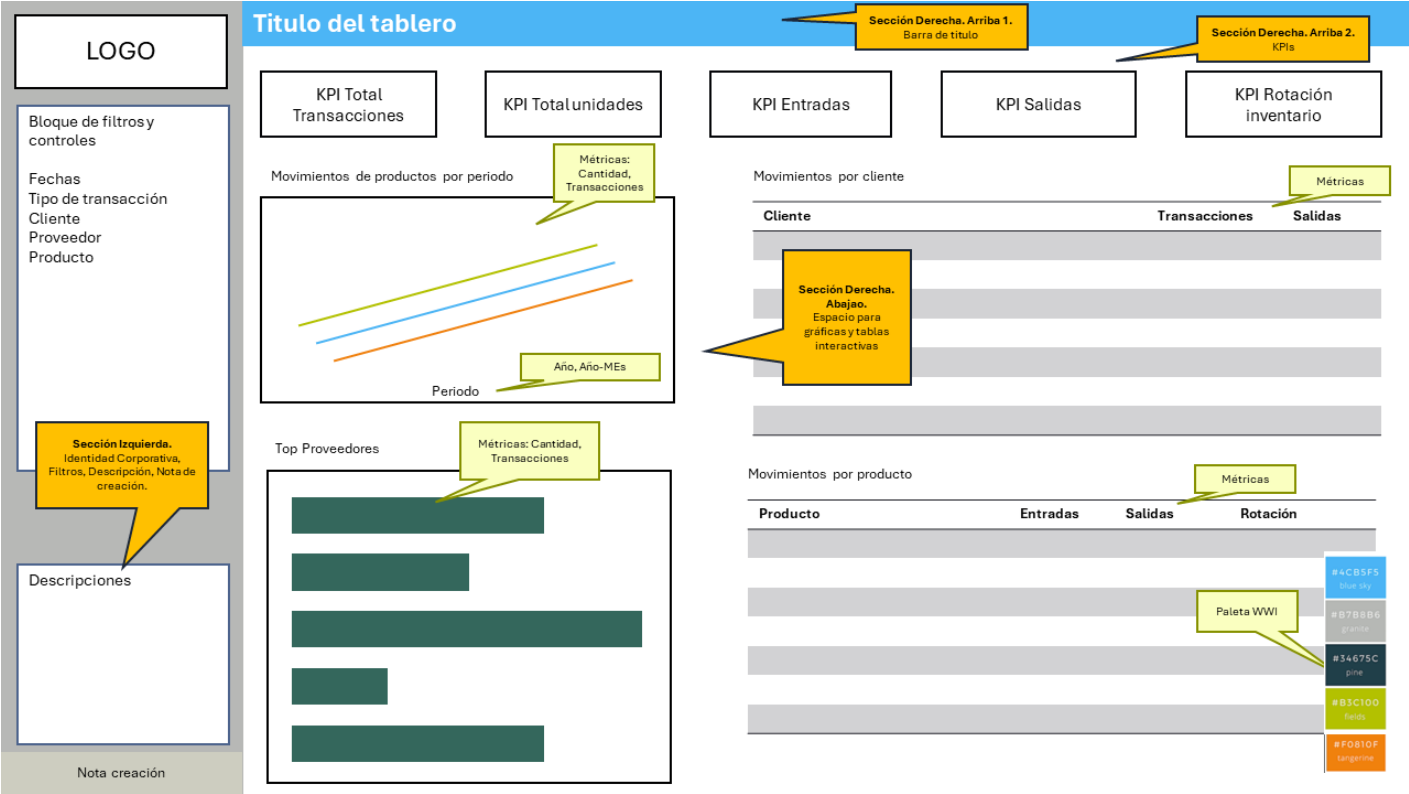 LOGO
Bloque de filtros y
controles
Fechas
Tipo de transacción
Cliente
Proveedor
Producto
Sección Izquierda.
Identidad Corporativa,
Filtros, Descripción, Nota de
creación.
Descripciones
Nota creación
Titulo del tablero
Sección Derecha. Arriba 1.
Barra de titulo
Sección Derecha. Arriba 2.
KPIs
KPI Total
Transacciones
KPI Total unidades
KPI Entradas
KPI Salidas
KPI Rotación
inventario
Movimientos de productos por periodo
Métricas:
Cantidad,
Transacciones
Año, Año-MEs
Periodo
Top Proveedores
Métricas: Cantidad,
Transacciones
Movimientos por cliente
Métricas
Cliente Transacciones Salidas
Sección Derecha.
Abajao.
Espacio para
gráficas y tablas
interactivas
Movimientos por producto
Métricas
Producto Entradas Salidas Rotación
Paleta WWI
#4CB5F5
blue sky
#B7B8B6
granite
#34675C
pine
#B3C100
fields
#F0810F
tangerine